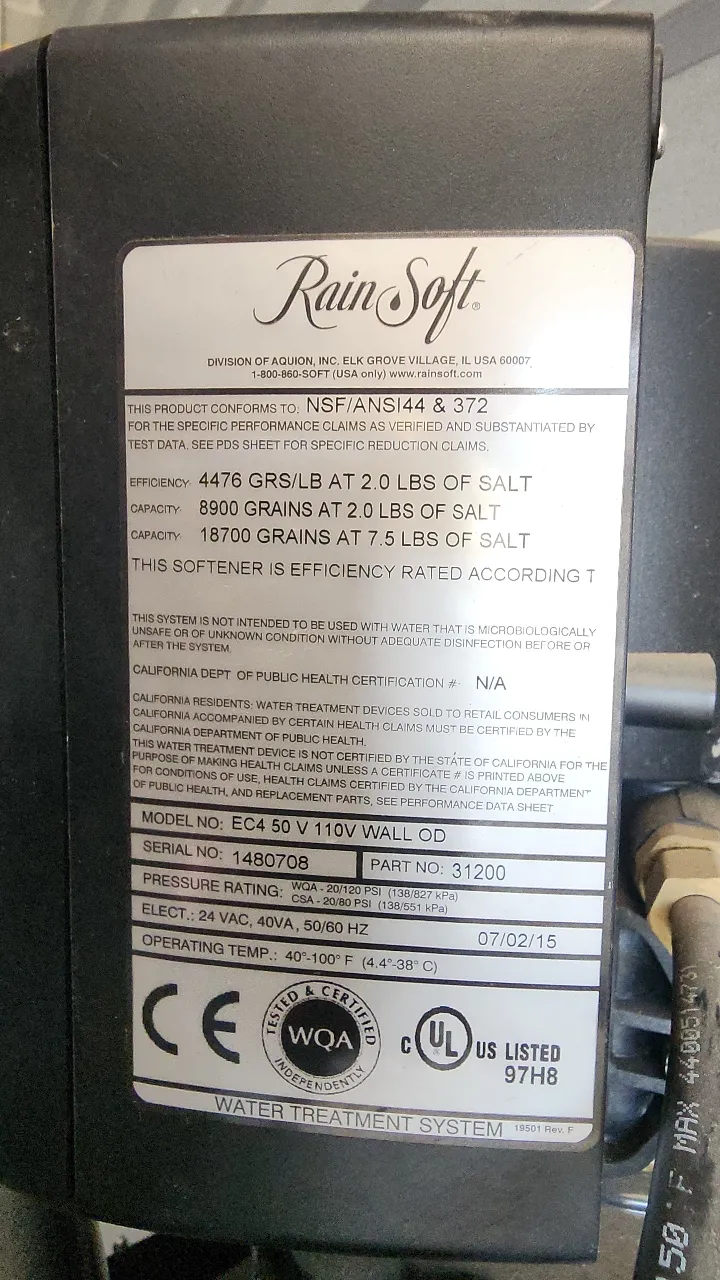 Rain Soft®
DIVISION OF AQUION, INC. ELK GROVE VILLAGE, IL USA 60007
1-800-860-SOFT (USA only) www.rainsoft.com
THIS PRODUCT CONFORMS TO: NSF/ANSI44 & 372
FOR THE SPECIFIC PERFORMANCE CLAIMS AS VERIFIED AND SUBSTANTIATED BY
TEST DATA. SEE PDS SHEET FOR SPECIFIC REDUCTION CLAIMS.
EFFICIENCY: 4476 GRS/LB AT 2.0 LBS OF SALT
CAPACITY: 8900 GRAINS AT 2.0 LBS OF SALT
CAPACITY: 18700 GRAINS AT 7.5 LBS OF SALT
THIS SOFTENER IS EFFICIENCY RATED ACCORDING T
THIS SYSTEM IS NOT INTENDED TO BE USED WITH WATER THAT IS MICROBIOLOGICALLY
UNSAFE OR OF UNKNOWN CONDITION WITHOUT ADEQUATE DISINFECTION BEFORE OR
AFTER THE SYSTEM.
CALIFORNIA DEPT OF PUBLIC HEALTH CERTIFICATION #: N/A
CALIFORNIA RESIDENTS: WATER TREATMENT DEVICES SOLD TO RETAIL CONSUMERS IN
CALIFORNIA ACCOMPANIED BY CERTAIN HEALTH CLAIMS MUST BE CERTIFIED BY THE
CALIFORNIA DEPARTMENT OF PUBLIC HEALTH.
THIS WATER TREATMENT DEVICE IS NOT CERTIFIED BY THE STATE OF CALIFORNIA FOR THE
PURPOSE OF MAKING HEALTH CLAIMS UNLESS A CERTIFICATE # IS PRINTED ABOVE
FOR CONDITIONS OF USE, HEALTH CLAIMS CERTIFIED BY THE CALIFORNIA DEPARTMENT
OF PUBLIC HEALTH, AND REPLACEMENT PARTS, SEE PERFORMANCE DATA SHEET
MODEL NO: EC4 50 V 110V WALL OD
SERIAL NO: 1480708 PART NO: 31200
PRESSURE RATING: WQA - 20/120 PSI (138/827 kPa)
CSA - 20/80 PSI (138/551 kPa)
ELECT.: 24 VAC, 40VA, 50/60 HZ 07/02/15
OPERATING TEMP.: 40°-100° F (4.4°-38° C)
CE
TESTED & CERTIFIED
WQA
INDEPENDENTLY
C UL US LISTED
97H8
WATER TREATMENT SYSTEM 19501 Rev. F
50°F MAX